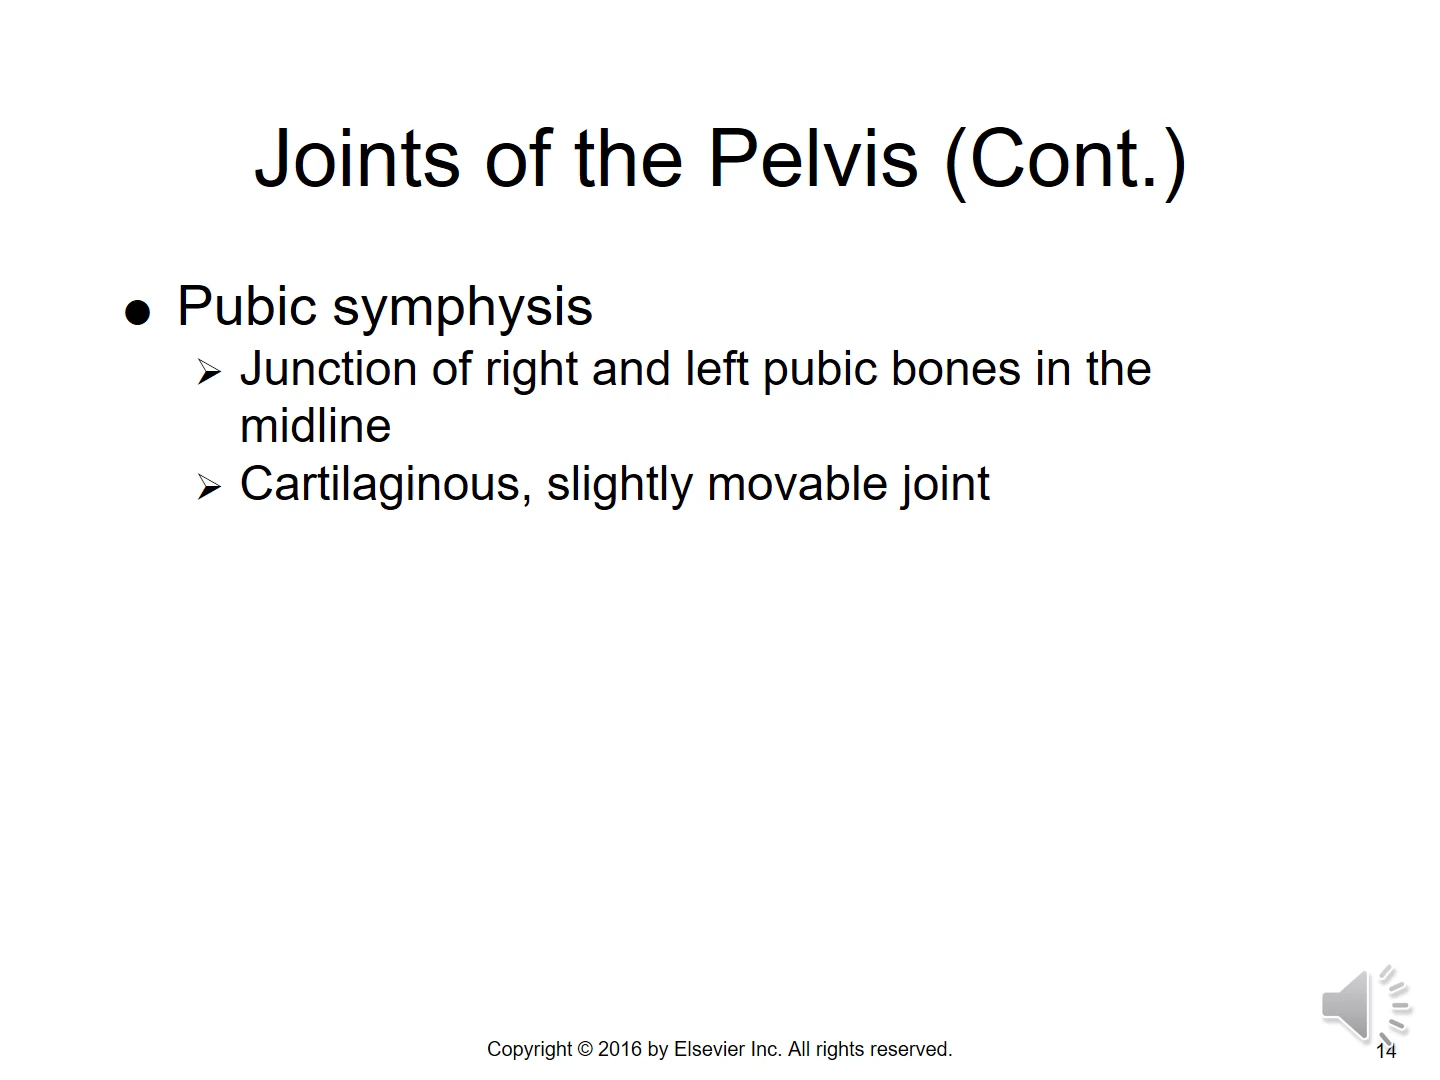 Joints of the Pelvis (Cont.)
● Pubic symphysis
➢ Junction of right and left pubic bones in the
midline
➢ Cartilaginous, slightly movable joint
Copyright © 2016 by Elsevier Inc. All rights reserved.
14